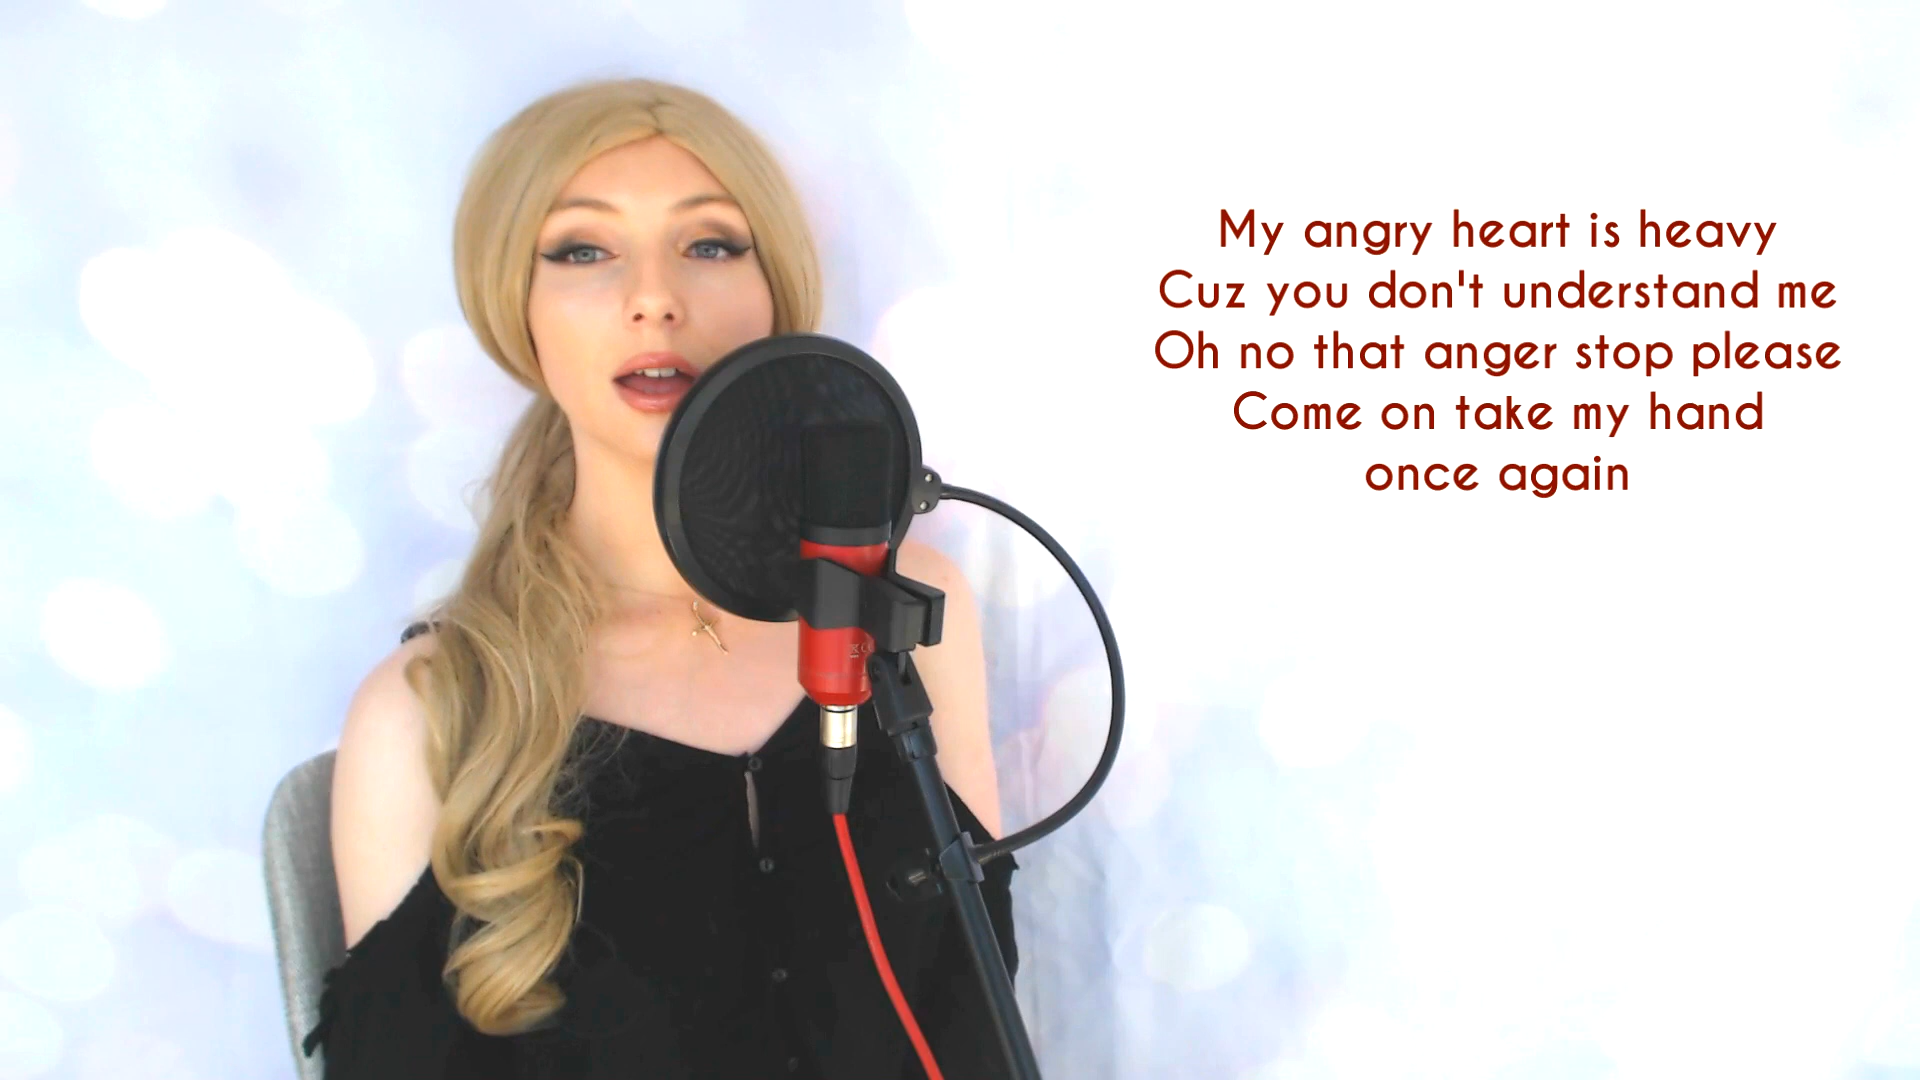 My angry heart is heavy
Cuz you don't understand me
Oh no that anger stop please
Come on take my hand
once again